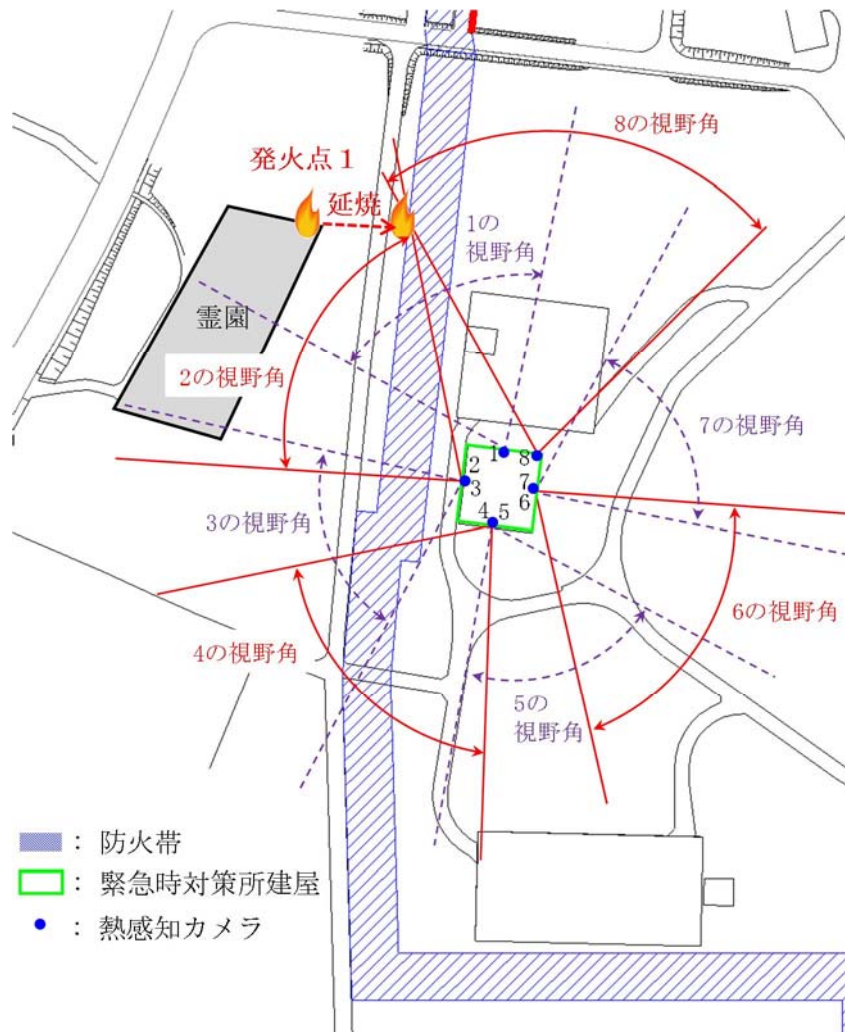 8の視野角
発火点１
延焼
1の
視野角
霊園
2の視野角
7の視野角
1
8
2
3
7
6
4
5
3の視野角
6の視野角
4の視野角
5の
視野角
：防火帯
：緊急時対策所建屋
：熱感知カメラ